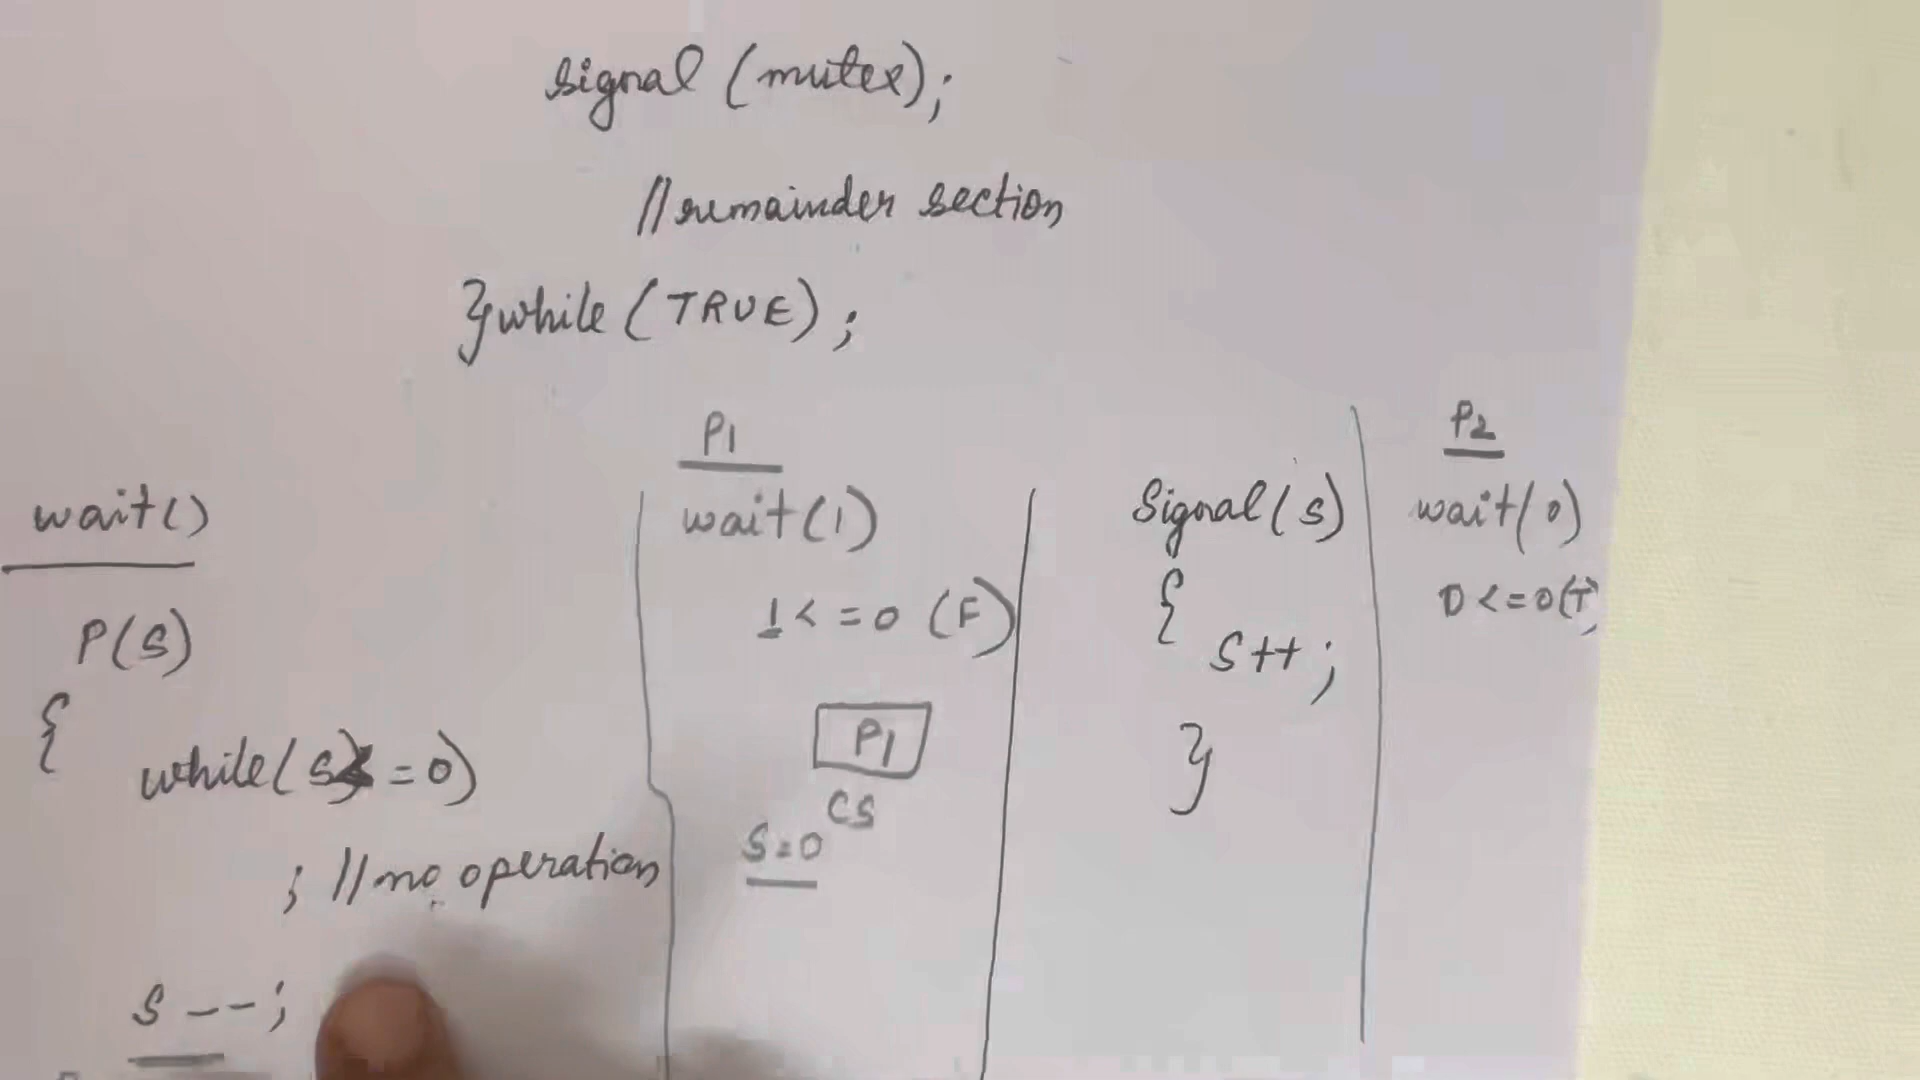 signal (mutex);
//remainder section
}while (TRUE);
wait()
P(S)
{
while(S<=0)
; //no operation
S--;
P1
wait(1)
1<=0 (F)
P1
CS
S=0
Signal(S)
{
S++;
}
P2
wait(0)
0<=0(T)